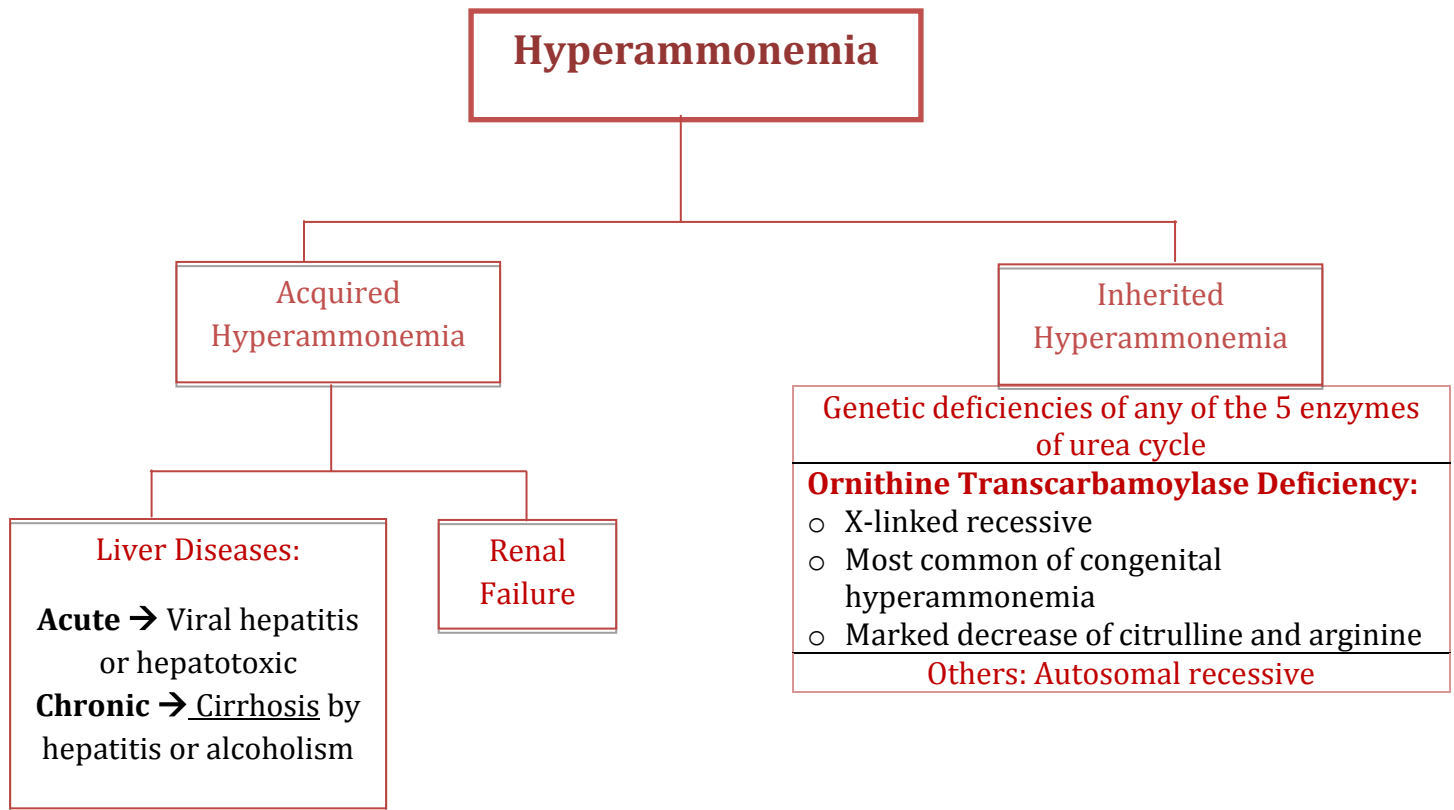 Hyperammonemia
Acquired
Hyperammonemia
Liver Diseases:
Acute → Viral hepatitis
or hepatotoxic
Chronic → Cirrhosis by
hepatitis or alcoholism
Renal
Failure
Inherited
Hyperammonemia
Genetic deficiencies of any of the 5 enzymes
of urea cycle
Ornithine Transcarbamoylase Deficiency:
o X-linked recessive
o Most common of congenital
hyperammonemia
o Marked decrease of citrulline and arginine
Others: Autosomal recessive